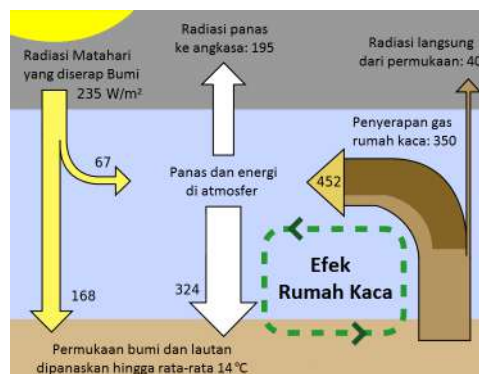 Radiasi Matahari
yang diserap Bumi
235 W/m²
Radiasi panas
ke angkasa: 195
Radiasi langsung
dari permukaan: 40
Penyerapan gas
rumah kaca: 350
67
Panas dan energi
di atmosfer
452
Efek
Rumah Kaca
168
324
Permukaan bumi dan lautan
dipanaskan hingga rata-rata 14°C